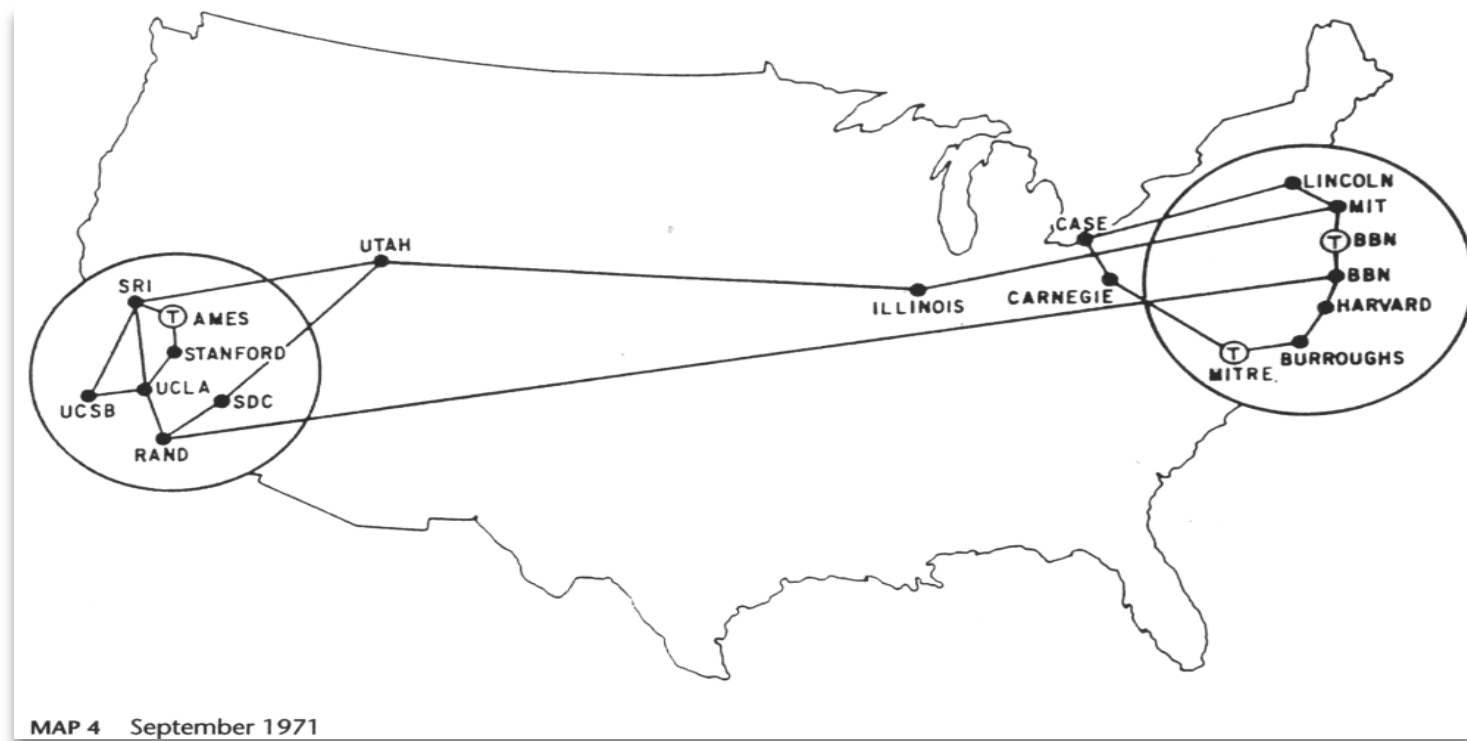 LINCOLN
MIT
T BBN
BBN
HARVARD
BURROUGHS
T
MITRE
CASE
CARNEGIE
ILLINOIS
UTAH
SRI
T AMES
STANFORD
UCLA
UCSB
SDC
RAND
MAP 4 September 1971